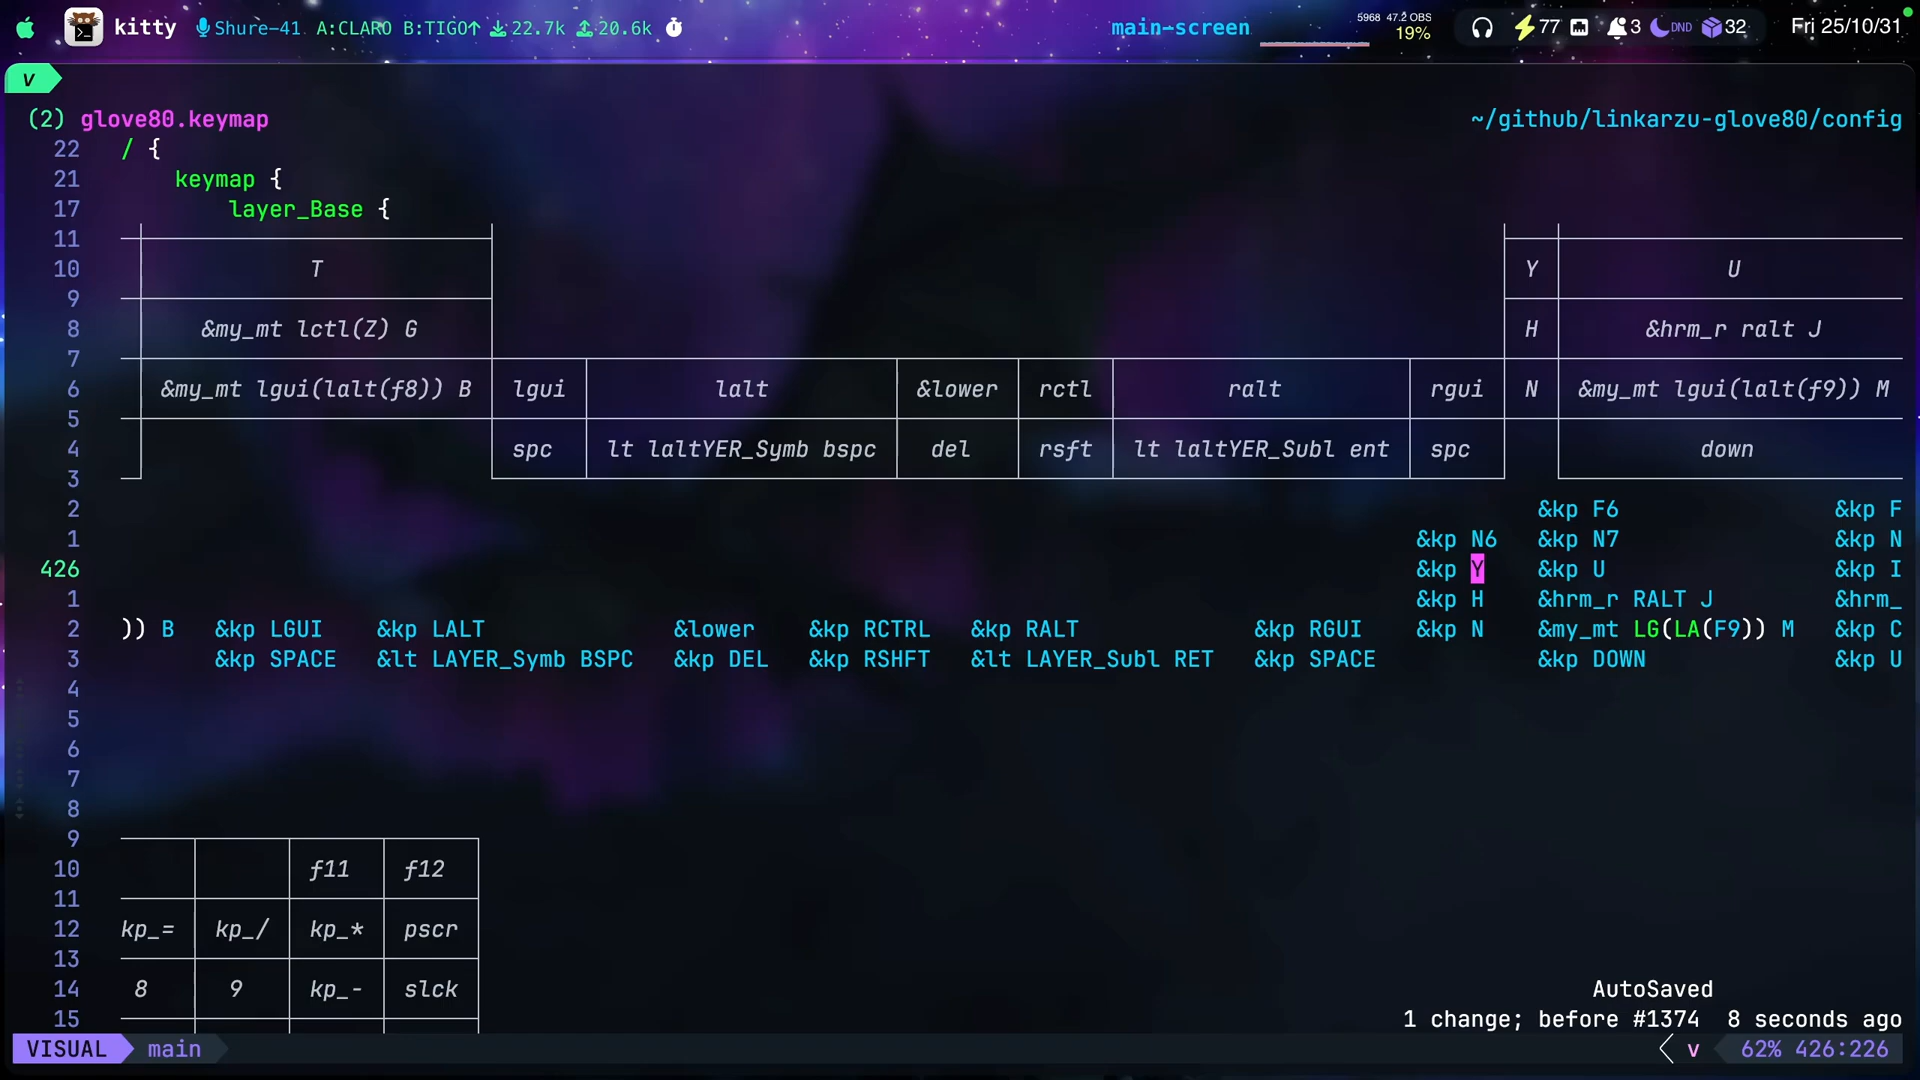 kitty Shure-41 A:CLARO B:TIGO↑ 22.7k 20.6k main-screen 5968 47.2 OBS 19% 77 3 DND 32 Fri 25/10/31
v
(2) glove80.keymap ~/github/linkarzu-glove80/config
22 / {
21 keymap {
17 layer_Base {
11
10 T Y U
9
8 &my_mt lctl(Z) G H &hrm_r ralt J
7
6 &my_mt lgui(lalt(f8)) B lgui lalt &lower rctl ralt rgui N &my_mt lgui(lalt(f9)) M
5
4 spc lt laltYER_Symb bspc del rsft lt laltYER_Subl ent spc down
3
2 &kp F6 &kp F
1 &kp N6 &kp N7 &kp N
426 &kp Y &kp U &kp I
1 &kp H &hrm_r RALT J &hrm_
2 )) B &kp LGUI &kp LALT &lower &kp RCTRL &kp RALT &kp RGUI &kp N &my_mt LG(LA(F9)) M &kp C
3 &kp SPACE &lt LAYER_Symb BSPC &kp DEL &kp RSHFT &lt LAYER_Subl RET &kp SPACE &kp DOWN &kp U
4
5
6
7
8
9
10 f11 f12
11
12 kp_= kp_/ kp_* pscr
13
14 8 9 kp_- slck AutoSaved
15 1 change; before #1374 8 seconds ago
VISUAL main v 62% 426:226